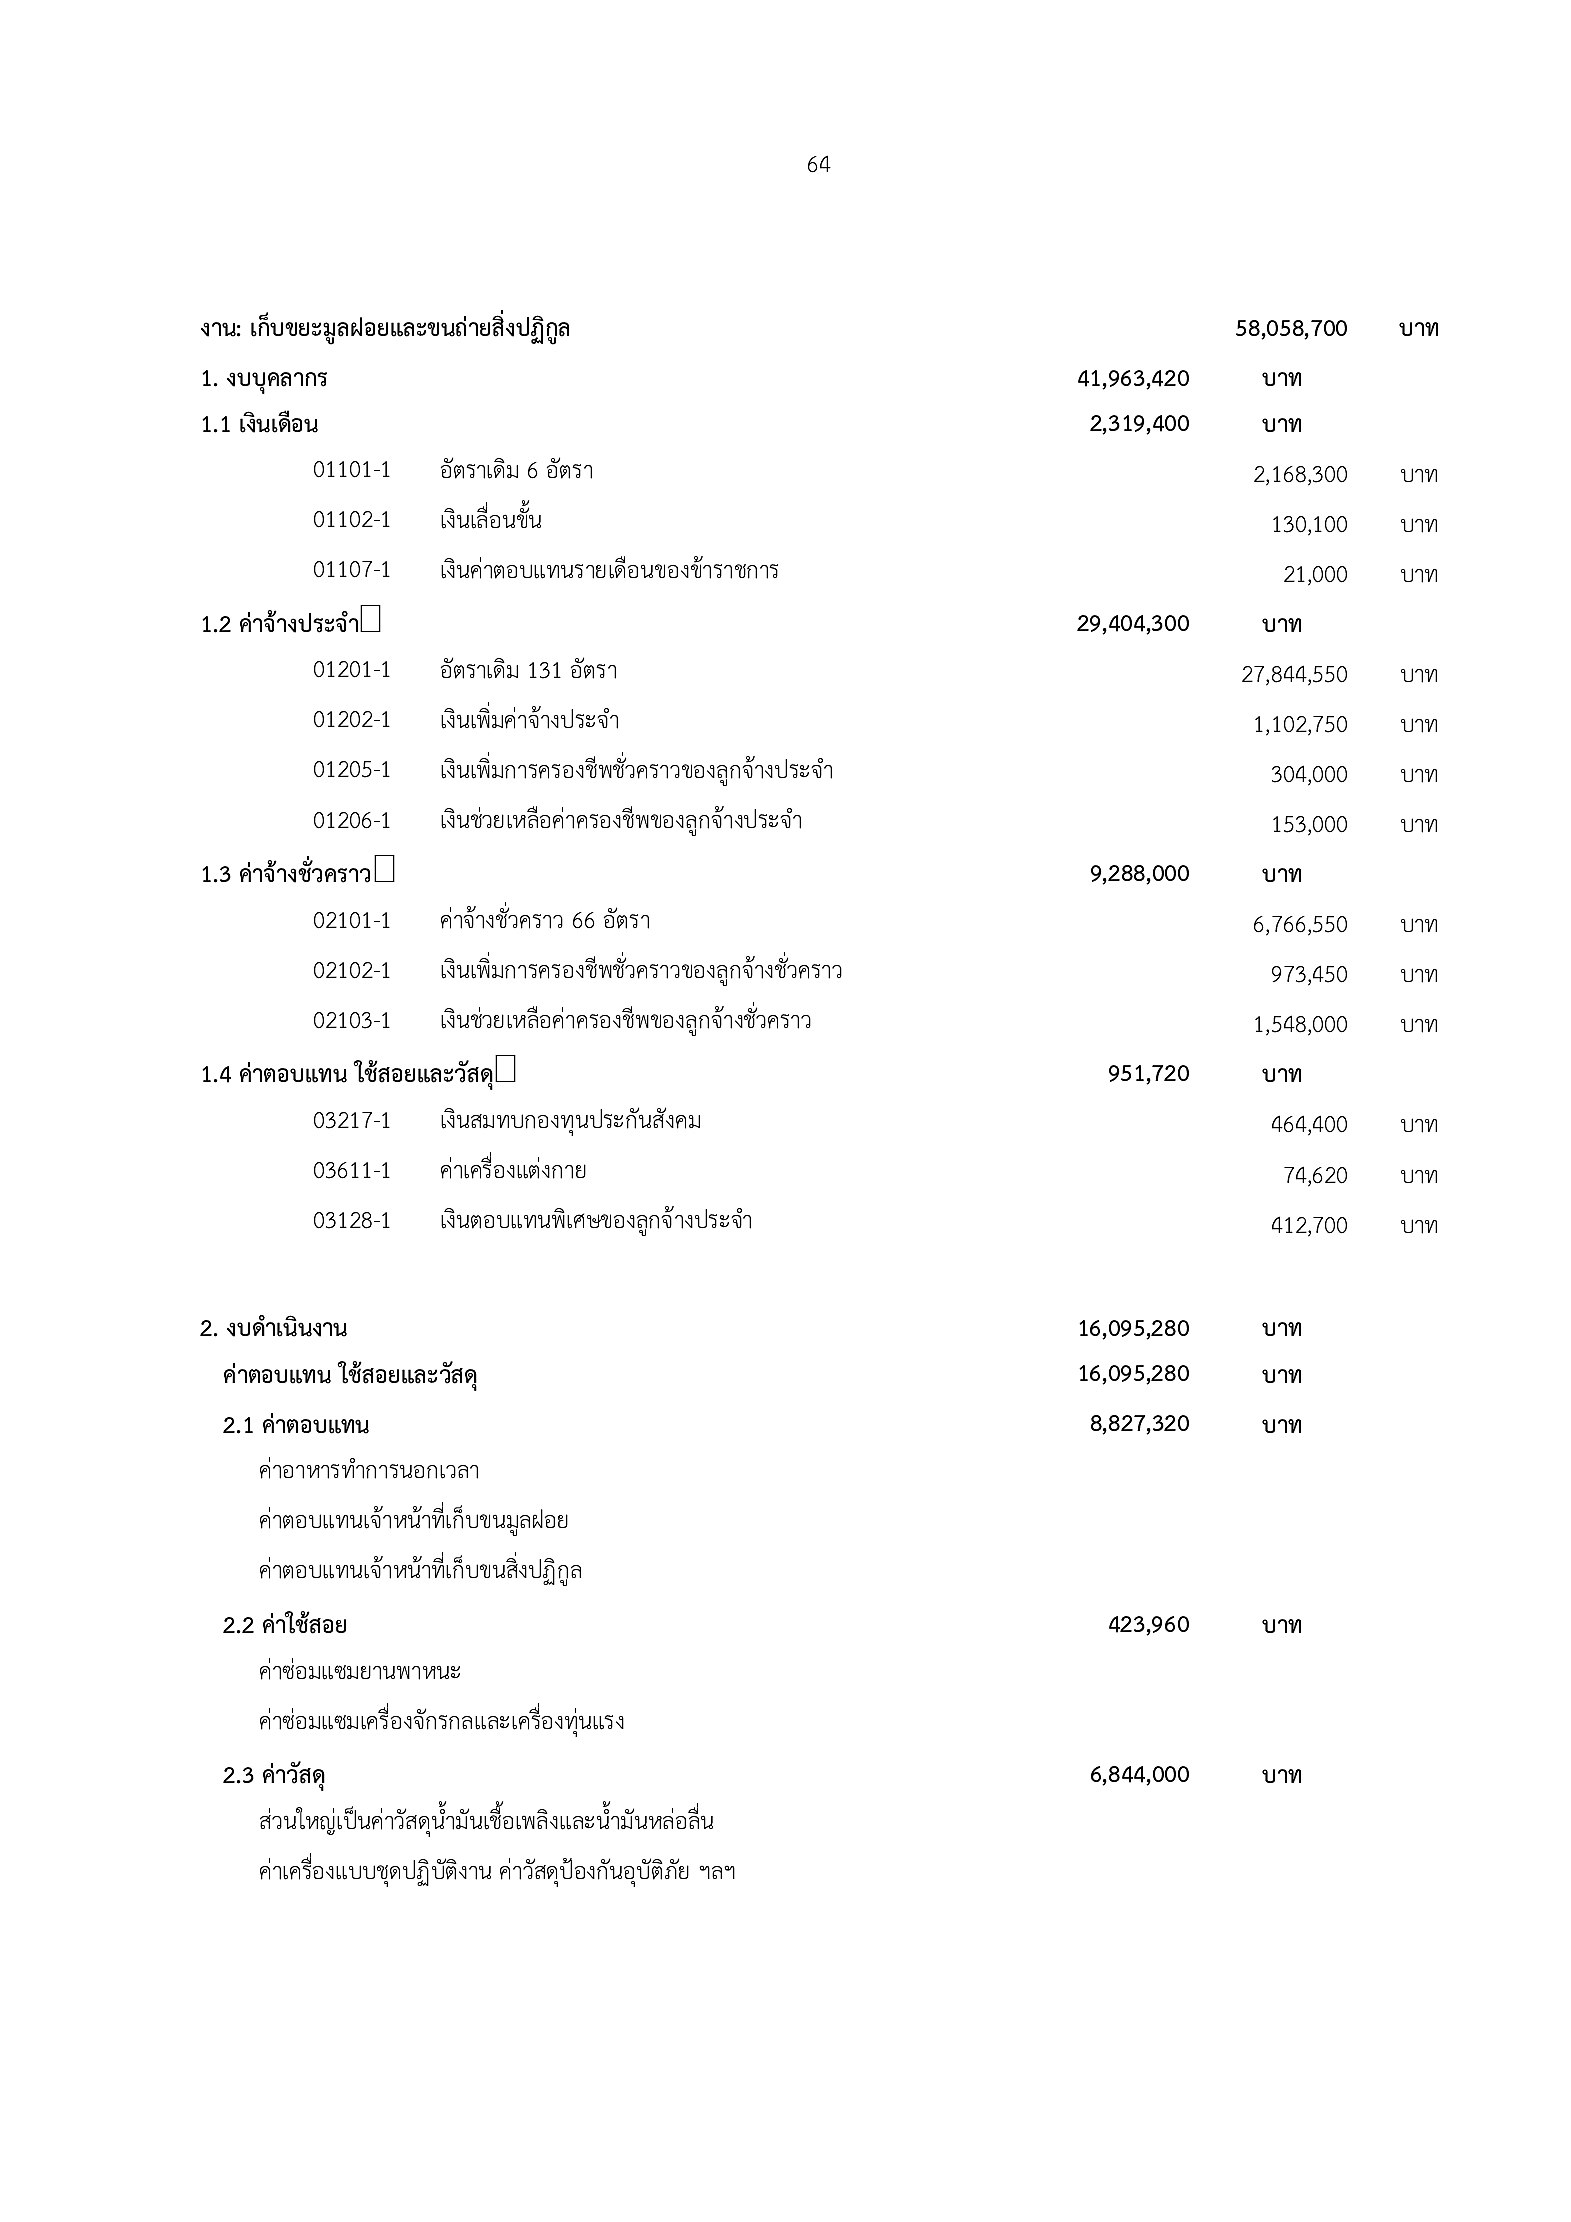 64
งาน: เก็บขยะมูลฝอยและขนถ่ายสิ่งปฏิกูล 58,058,700 บาท
1. งบบุคลากร 41,963,420 บาท
1.1 เงินเดือน 2,319,400 บาท
01101-1 อัตราเดิม 6 อัตรา 2,168,300 บาท
01102-1 เงินเลื่อนขั้น 130,100 บาท
01107-1 เงินค่าตอบแทนรายเดือนของข้าราชการ 21,000 บาท
1.2 ค่าจ้างประจำ 29,404,300 บาท
01201-1 อัตราเดิม 131 อัตรา 27,844,550 บาท
01202-1 เงินเพิ่มค่าจ้างประจำ 1,102,750 บาท
01205-1 เงินเพิ่มการครองชีพชั่วคราวของลูกจ้างประจำ 304,000 บาท
01206-1 เงินช่วยเหลือค่าครองชีพของลูกจ้างประจำ 153,000 บาท
1.3 ค่าจ้างชั่วคราว 9,288,000 บาท
02101-1 ค่าจ้างชั่วคราว 66 อัตรา 6,766,550 บาท
02102-1 เงินเพิ่มการครองชีพชั่วคราวของลูกจ้างชั่วคราว 973,450 บาท
02103-1 เงินช่วยเหลือค่าครองชีพของลูกจ้างชั่วคราว 1,548,000 บาท
1.4 ค่าตอบแทน ใช้สอยและวัสดุ 951,720 บาท
03217-1 เงินสมทบกองทุนประกันสังคม 464,400 บาท
03611-1 ค่าเครื่องแต่งกาย 74,620 บาท
03128-1 เงินตอบแทนพิเศษของลูกจ้างประจำ 412,700 บาท
2. งบดำเนินงาน 16,095,280 บาท
ค่าตอบแทน ใช้สอยและวัสดุ 16,095,280 บาท
2.1 ค่าตอบแทน 8,827,320 บาท
ค่าอาหารทำการนอกเวลา
ค่าตอบแทนเจ้าหน้าที่เก็บขนมูลฝอย
ค่าตอบแทนเจ้าหน้าที่เก็บขนสิ่งปฏิกูล
2.2 ค่าใช้สอย 423,960 บาท
ค่าซ่อมแซมยานพาหนะ
ค่าซ่อมแซมเครื่องจักรกลและเครื่องทุ่นแรง
2.3 ค่าวัสดุ 6,844,000 บาท
ส่วนใหญ่เป็นค่าวัสดุน้ำมันเชื้อเพลิงและน้ำมันหล่อลื่น
ค่าเครื่องแบบชุดปฏิบัติงาน ค่าวัสดุป้องกันอุบัติภัย ฯลฯ